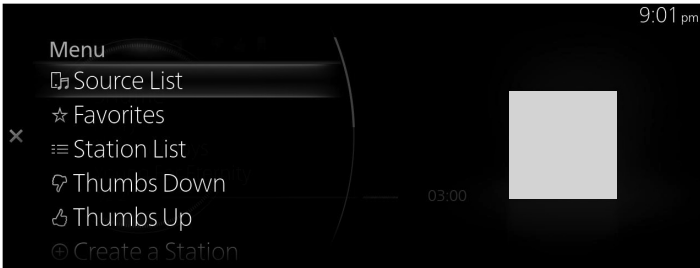 9:01 pm
Menu
Source List
Favorites
Station List
Thumbs Down
Thumbs Up
03:00
Create a Station